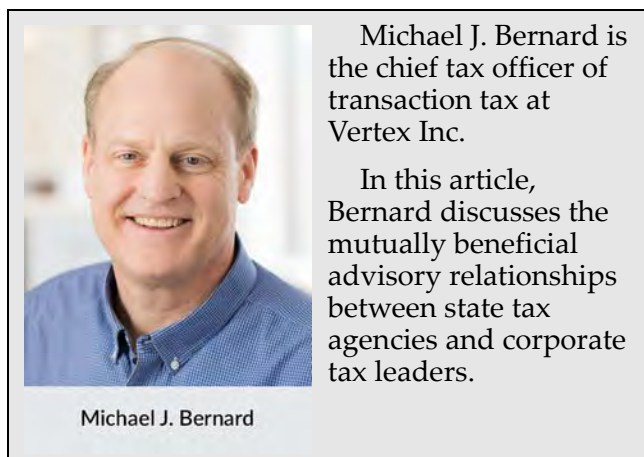 Michael J. Bernard is
the chief tax officer of
transaction tax at
Vertex Inc.
In this article,
Bernard discusses the
mutually beneficial
advisory relationships
between state tax
agencies and corporate
tax leaders.
Michael J. Bernard